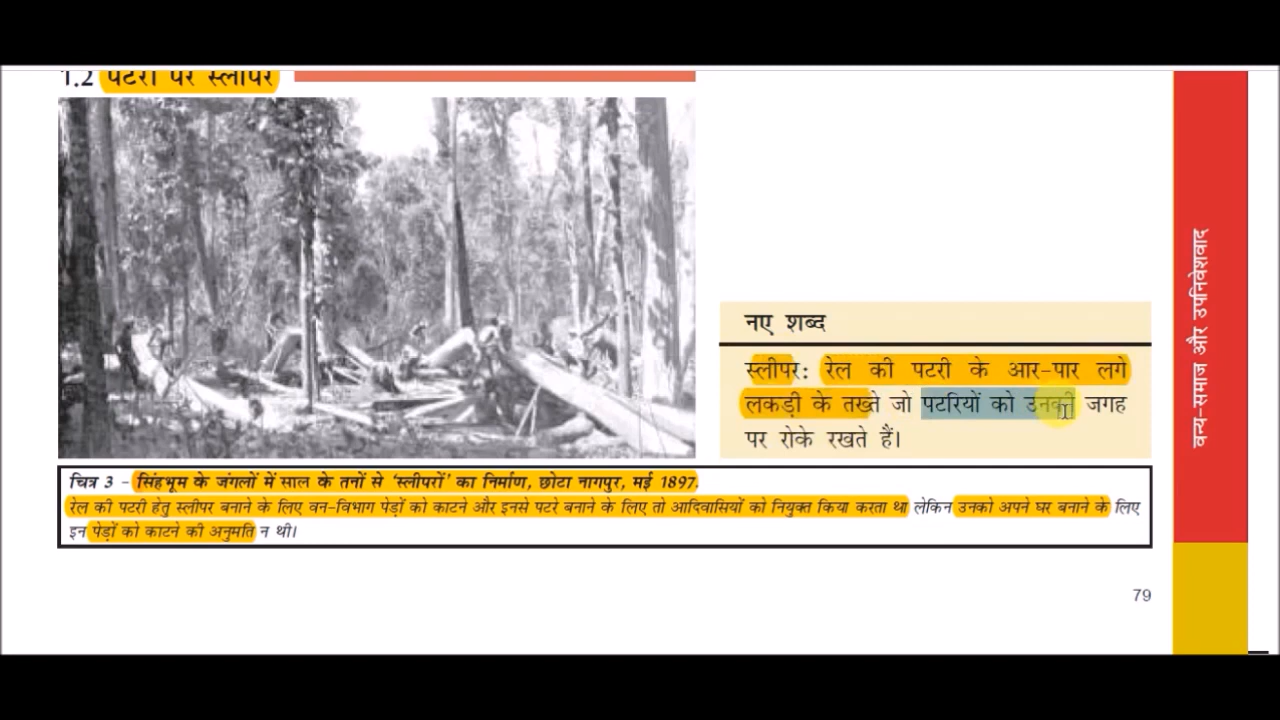 1.2 पटरी पर स्लीपर
नए शब्द
स्लीपर: रेल की पटरी के आर-पार लगे
लकड़ी के तख्ते जो पटरियों को उनकी जगह
पर रोके रखते हैं।
चित्र 3 - सिंहभूम के जंगलों में साल के तनों से ‘स्लीपरों’ का निर्माण, छोटा नागपुर, मई 1897.
रेल की पटरी हेतु स्लीपर बनाने के लिए वन-विभाग पेड़ों को काटने और इनसे पटरे बनाने के लिए तो आदिवासियों को नियुक्त किया करता था लेकिन उनको अपने घर बनाने के लिए
इन पेड़ों को काटने की अनुमति न थी।
79
वन्य-समाज और उपनिवेशवाद